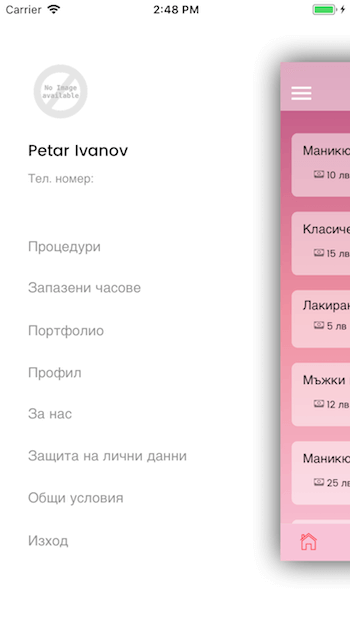 Carrier 2:48 PM
No Image
available
Petar Ivanov
Тел. номер:
Процедури
Запазени часове
Портфолио
Профил
За нас
Защита на лични данни
Общи условия
Изход
Маникю
10 лв
Класиче
15 лв
Лакиран
5 лв
Мъжки
12 лв
Маникю
25 лв